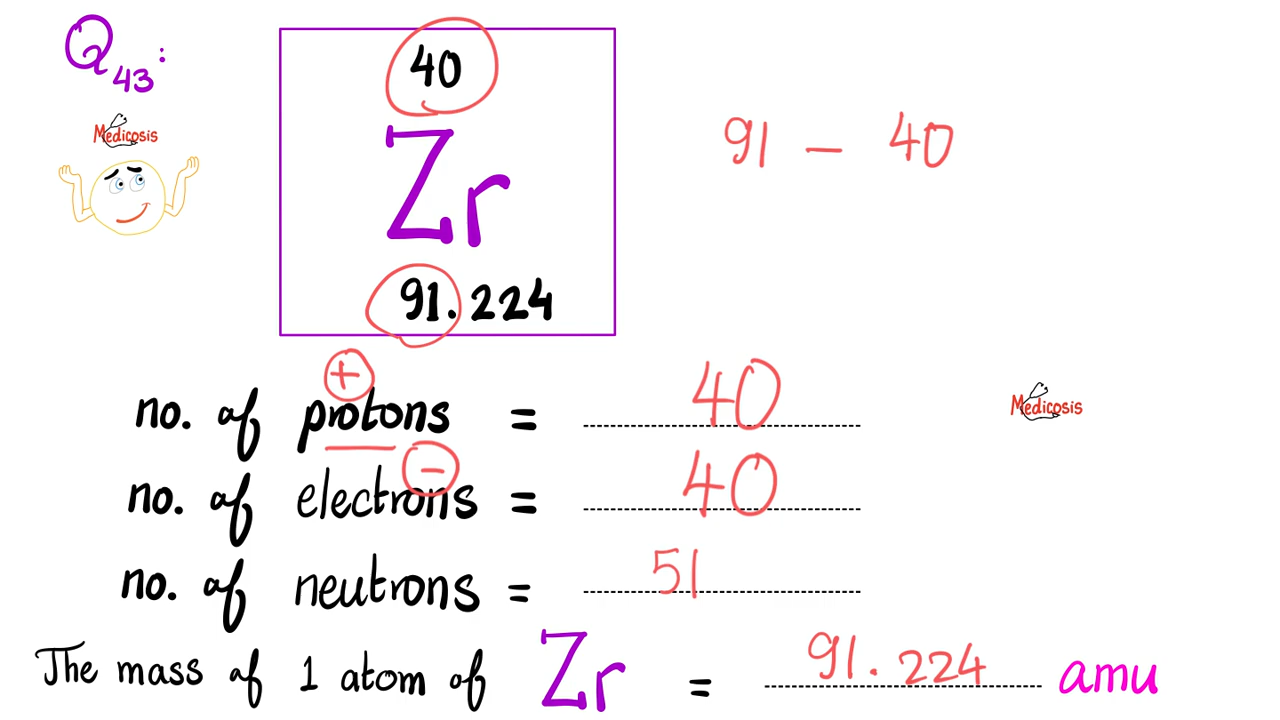 Q43:
Medicosis
40
Zr
91.224
91 – 40
+
no. of protons = 40
–
no. of electrons = 40
no. of neutrons = 51
Medicosis
The mass of 1 atom of Zr = 91.224 amu